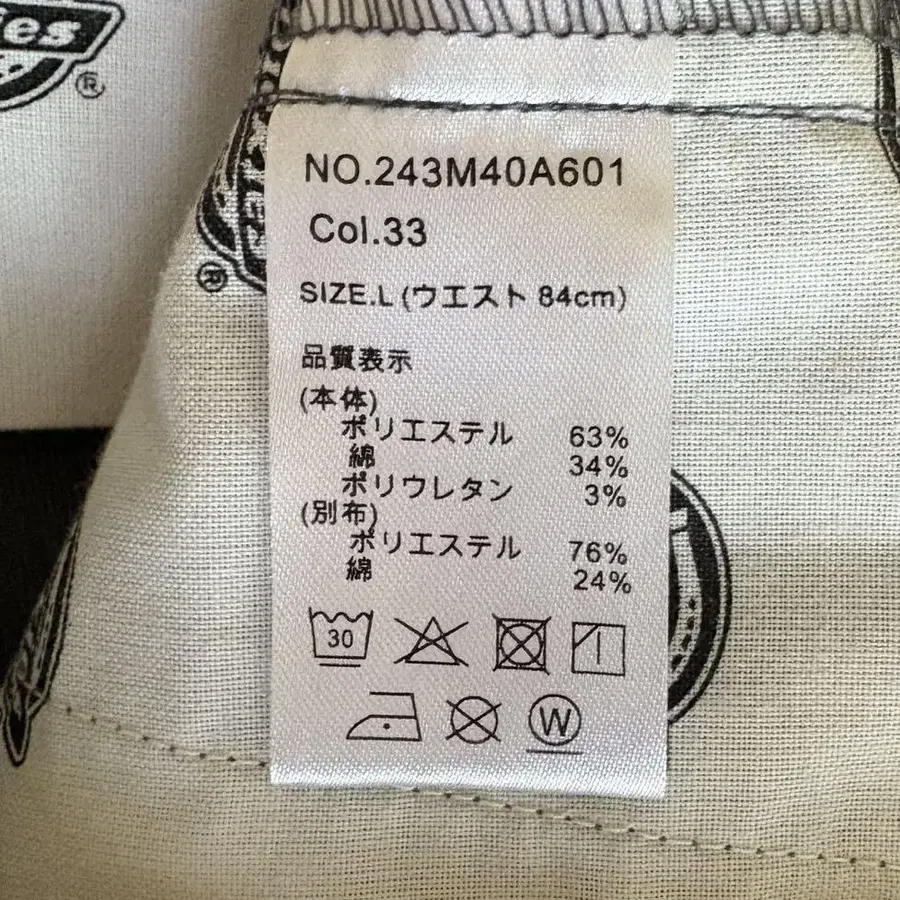 ies
®
®
NO.243M40A601
Col.33
SIZE.L (ウエスト 84cm)
品質表示
(本体)
ポリエステル 63%
綿 34%
ポリウレタン 3%
(別布)
ポリエステル 76%
綿 24%
30
W